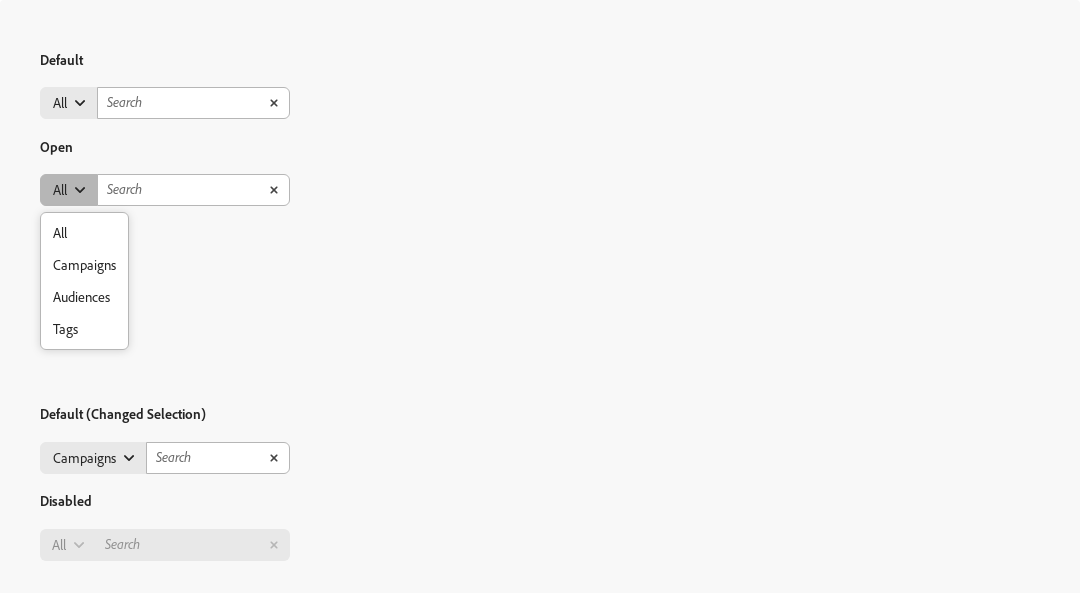 Default
All Search
Open
All Search
All
Campaigns
Audiences
Tags
Default (Changed Selection)
Campaigns Search
Disabled
All Search